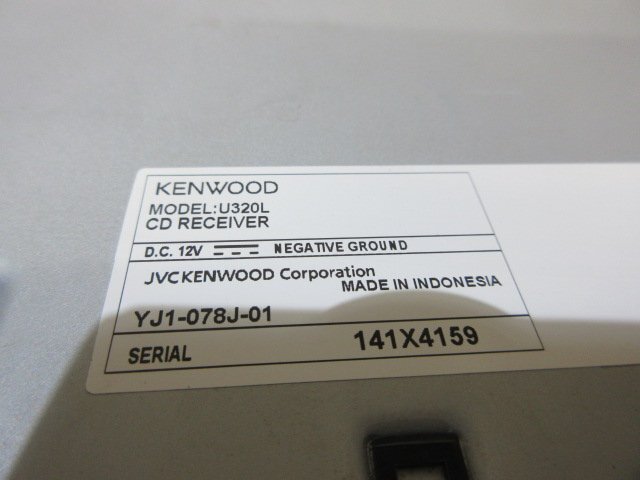 KENWOOD
MODEL:U320L
CD RECEIVER
D.C. 12V NEGATIVE GROUND
JVCKENWOOD Corporation
MADE IN INDONESIA
YJ1-078J-01
SERIAL 141X4159